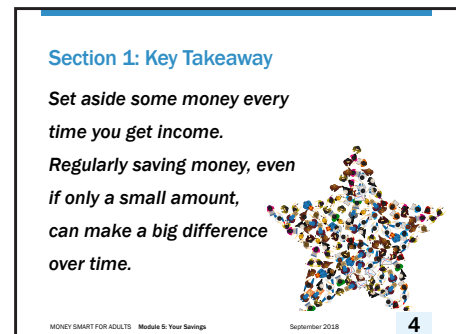 Section 1: Key Takeaway
Set aside some money every
time you get income.
Regularly saving money, even
if only a small amount,
can make a big difference
over time.
MONEY SMART FOR ADULTS Module 5: Your Savings September 2018 4